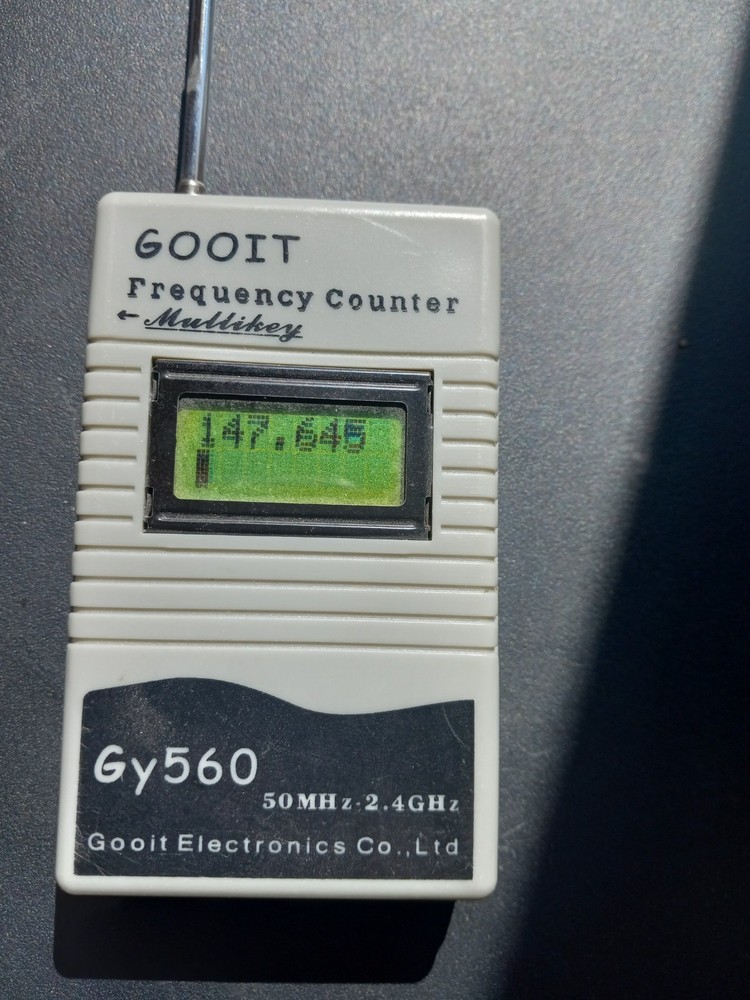 GOOIT
Frequency Counter
← Multikey
147.645
Gy560
50MHz-2.4GHz
Gooit Electronics Co.,Ltd